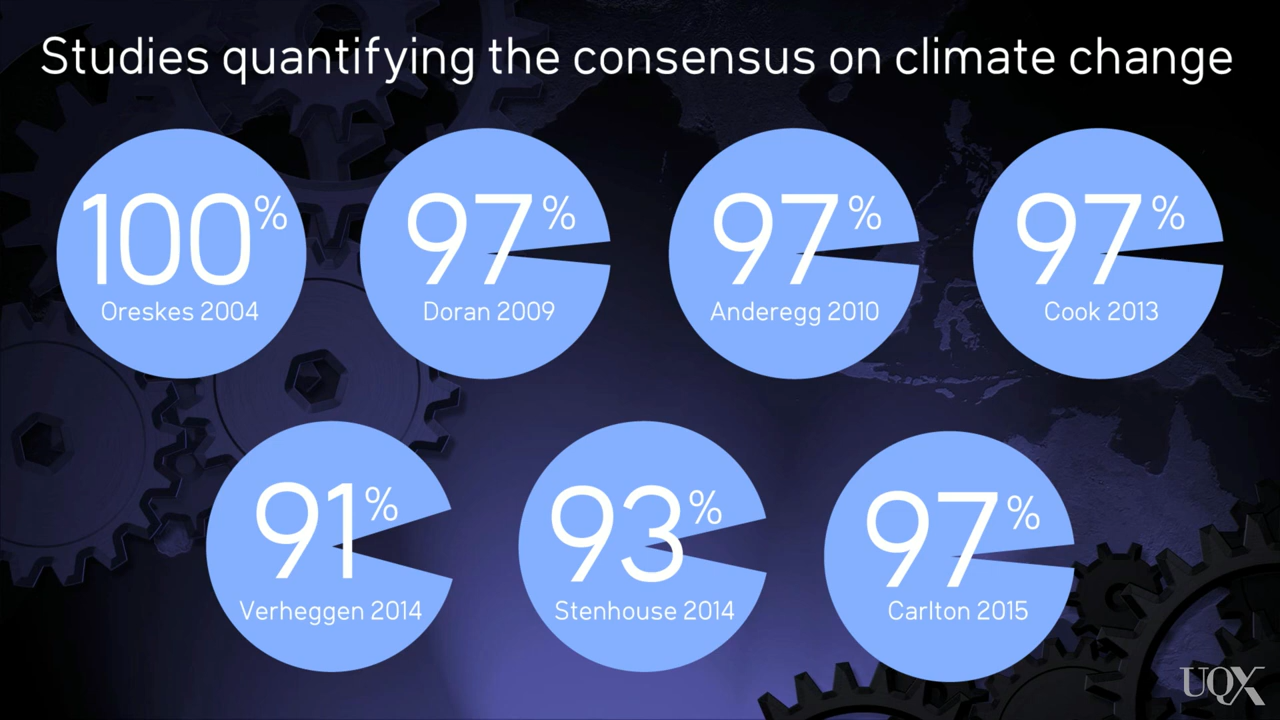 Studies quantifying the consensus on climate change
100%
Oreskes 2004
97%
Doran 2009
97%
Anderegg 2010
97%
Cook 2013
91%
Verheggen 2014
93%
Stenhouse 2014
97%
Carlton 2015
UQX